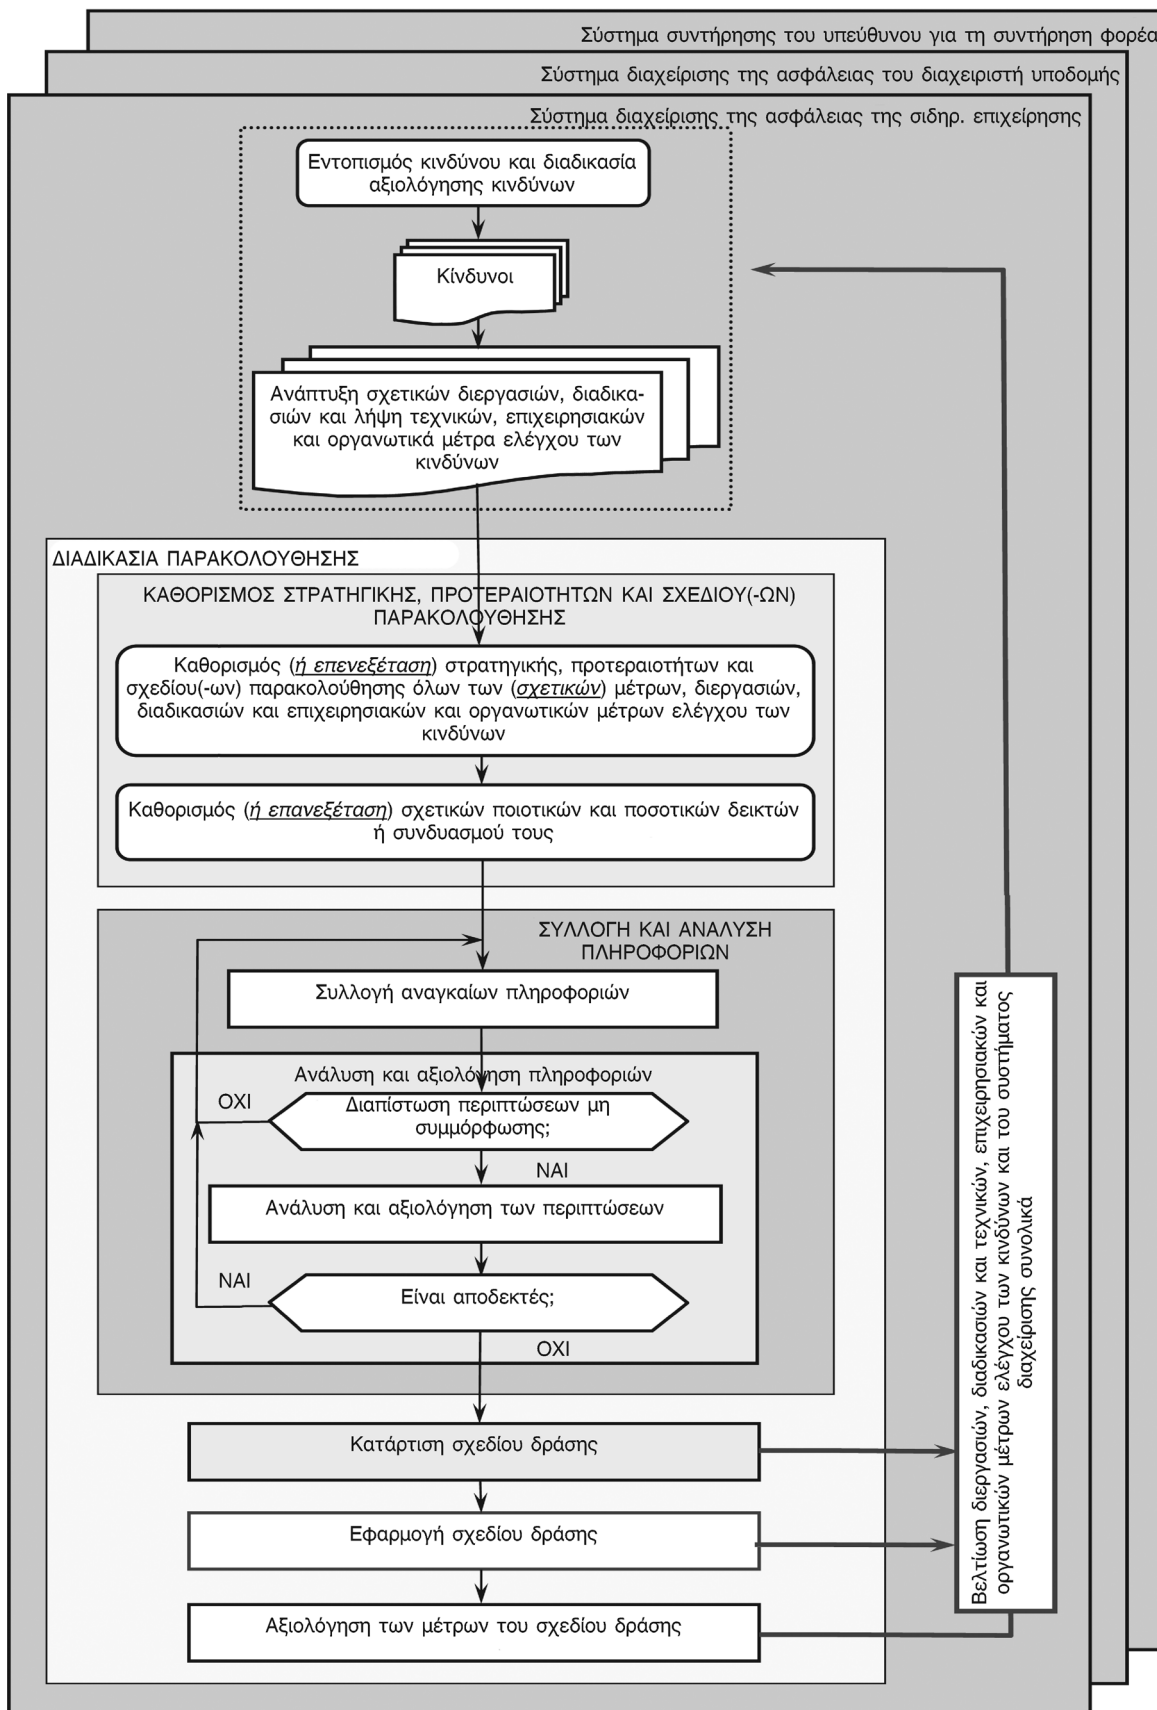 Σύστημα συντήρησης του υπεύθυνου για τη συντήρηση φορέα
Σύστημα διαχείρισης της ασφάλειας του διαχειριστή υποδομής
Σύστημα διαχείρισης της ασφάλειας της σιδηρ. επιχείρησης
Εντοπισμός κινδύνου και διαδικασία
αξιολόγησης κινδύνων
Κίνδυνοι
Ανάπτυξη σχετικών διεργασιών, διαδικα-
σιών και λήψη τεχνικών, επιχειρησιακών
και οργανωτικά μέτρα ελέγχου των
κινδύνων
ΔΙΑΔΙΚΑΣΙΑ ΠΑΡΑΚΟΛΟΥΘΗΣΗΣ
ΚΑΘΟΡΙΣΜΟΣ ΣΤΡΑΤΗΓΙΚΗΣ, ΠΡΟΤΕΡΑΙΟΤΗΤΩΝ ΚΑΙ ΣΧΕΔΙΟΥ(-ΩΝ)
ΠΑΡΑΚΟΛΟΥΘΗΣΗΣ
Καθορισμός (ή επενεξέταση) στρατηγικής, προτεραιοτήτων και
σχεδίου(-ων) παρακολούθησης όλων των (σχετικών) μέτρων, διεργασιών,
διαδικασιών και επιχειρησιακών και οργανωτικών μέτρων ελέγχου των
κινδύνων
Καθορισμός (ή επανεξέταση) σχετικών ποιοτικών και ποσοτικών δεικτών
ή συνδυασμού τους
ΣΥΛΛΟΓΗ ΚΑΙ ΑΝΑΛΥΣΗ
ΠΛΗΡΟΦΟΡΙΩΝ
Συλλογή αναγκαίων πληροφοριών
Ανάλυση και αξιολόγηση πληροφοριών
ΟΧΙ
Διαπίστωση περιπτώσεων μη
συμμόρφωσης;
ΝΑΙ
Ανάλυση και αξιολόγηση των περιπτώσεων
ΝΑΙ
Είναι αποδεκτές;
ΟΧΙ
Κατάρτιση σχεδίου δράσης
Εφαρμογή σχεδίου δράσης
Αξιολόγηση των μέτρων του σχεδίου δράσης
Βελτίωση διεργασιών, διαδικασιών και τεχνικών, επιχειρησιακών και
οργανωτικών μέτρων ελέγχου των κινδύνων και του συστήματος
διαχείρισης συνολικά